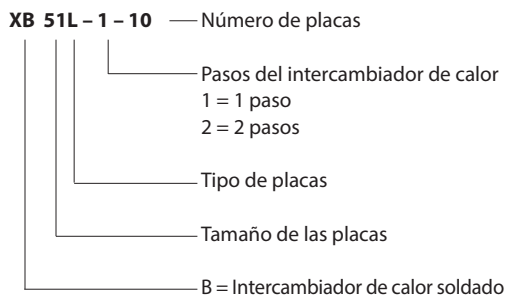 XB 51L – 1 – 10 Número de placas
Pasos del intercambiador de calor
1 = 1 paso
2 = 2 pasos
Tipo de placas
Tamaño de las placas
B = Intercambiador de calor soldado